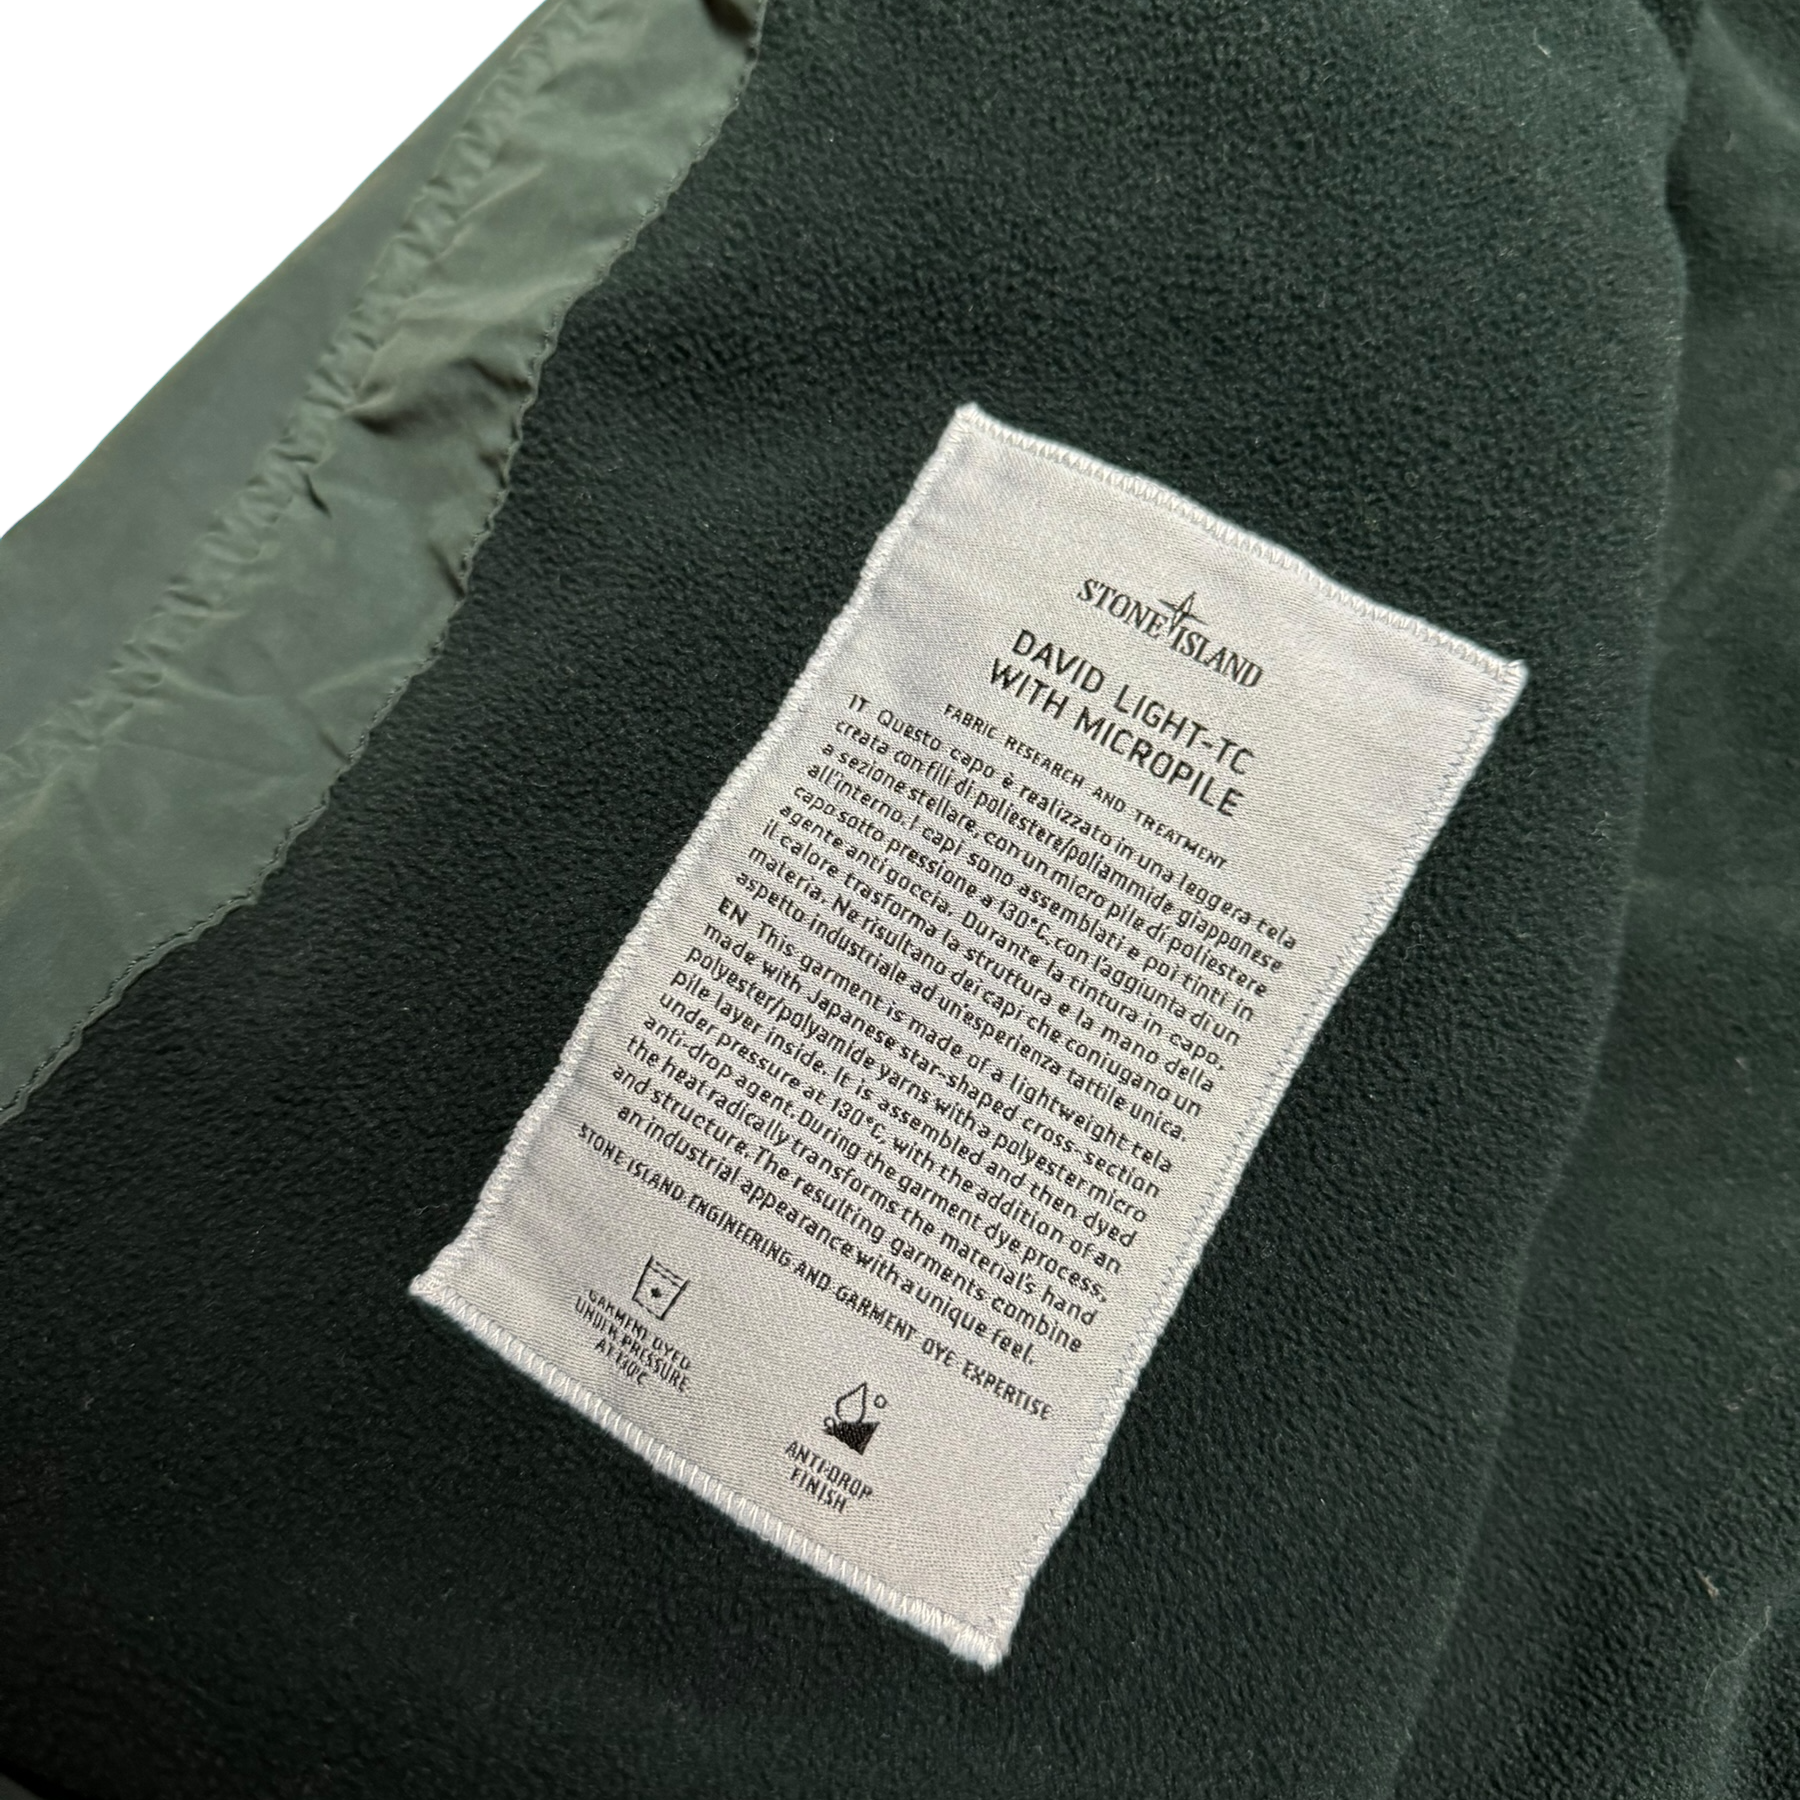 STONE ISLAND
DAVID LIGHT-TC
WITH MICROPILE
FABRIC RESEARCH AND TREATMENT
IT Questo capo è realizzato in una leggera tela
creata con fili di poliestere/poliammide giapponese
a sezione stellare, con un micro pile di poliestere
all'interno. I capi sono assemblati e poi tinti in
capo sotto pressione a 130°C, con l'aggiunta di un
agente anti goccia. Durante la tintura in capo,
il calore trasforma la struttura e la mano della
materia. Ne risultano dei capi che coniugano un
aspetto industriale ad un'esperienza tattile unica.
EN This garment is made of a lightweight tela
made with Japanese star-shaped cross-section
polyester/polyamide yarns with a polyester micro
pile layer inside. It is assembled and then dyed
under pressure at 130°C, with the addition of an
anti-drop agent. During the garment dye process,
the heat radically transforms the material's hand
and structure. The resulting garments combine
an industrial appearance with a unique feel.
STONE ISLAND ENGINEERING AND GARMENT DYE EXPERTISE
GARMENT DYED
UNDER PRESSURE
AT 130°C
ANTI-DROP
FINISH